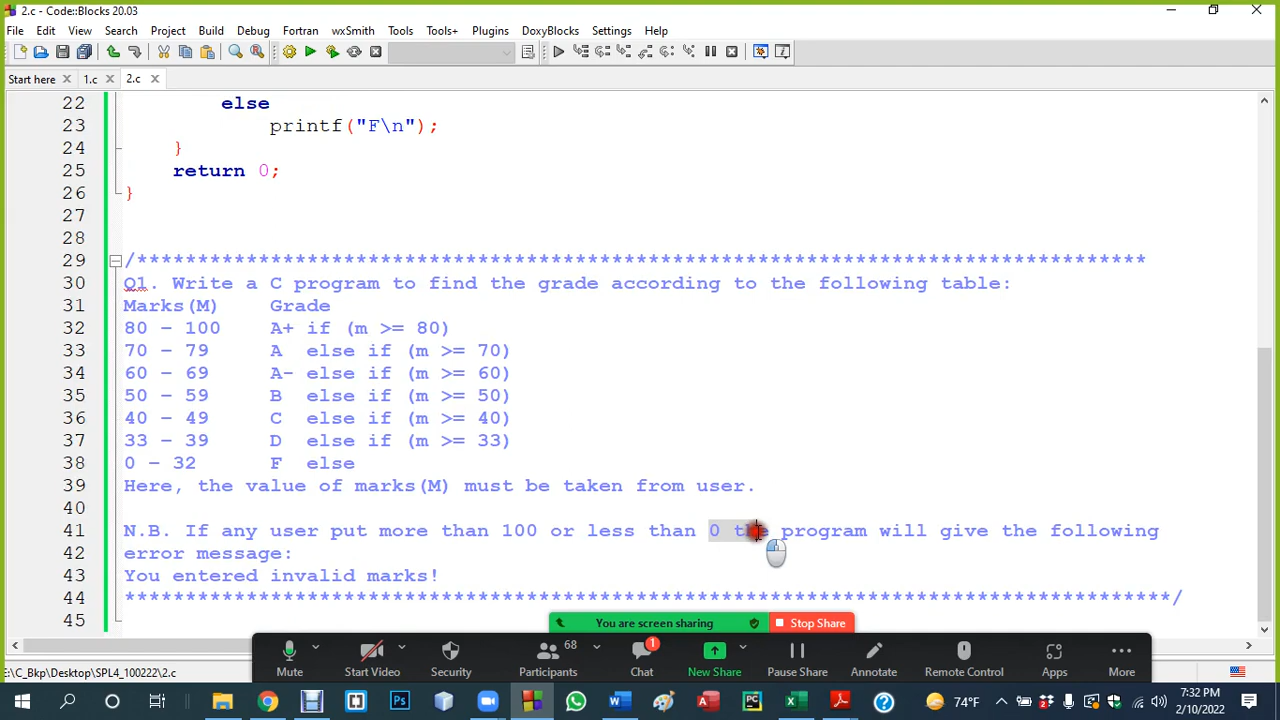 2.c - Code::Blocks 20.03
File Edit View Search Project Build Debug Fortran wxSmith Tools Tools+ Plugins DoxyBlocks Settings Help
Start here 1.c 2.c
22 else
23 printf("F\n");
24 }
25 return 0;
26 }
27
28
29 /************************************************************************************
30 Q1. Write a C program to find the grade according to the following table:
31 Marks(M) Grade
32 80 – 100 A+ if (m >= 80)
33 70 – 79 A else if (m >= 70)
34 60 – 69 A- else if (m >= 60)
35 50 – 59 B else if (m >= 50)
36 40 – 49 C else if (m >= 40)
37 33 – 39 D else if (m >= 33)
38 0 – 32 F else
39 Here, the value of marks(M) must be taken from user.
40
41 N.B. If any user put more than 100 or less than 0 the program will give the following
42 error message:
43 You entered invalid marks!
44 **************************************************************************************/
45
You are screen sharing Stop Share
68 1
Mute Start Video Security Participants Chat New Share Pause Share Annotate Remote Control Apps More
E:\C_Bkp\Desktop\SPL4_100222\2.c
74°F
7:32 PM
2/10/2022